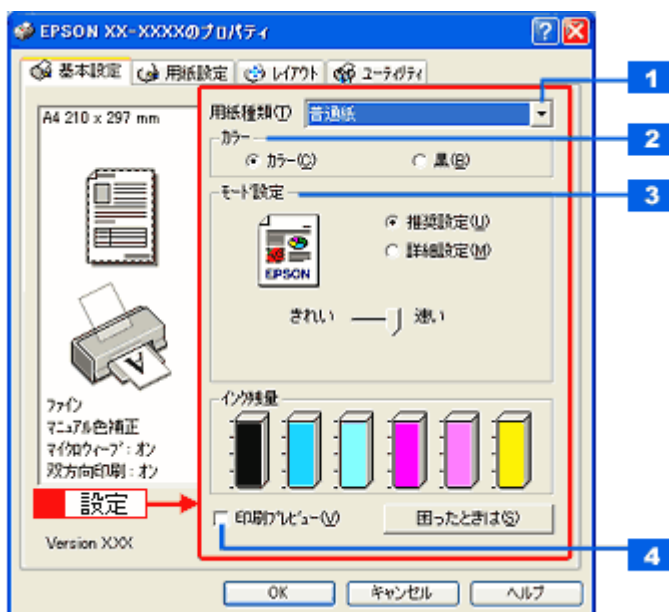 EPSON XX-XXXXのプロパティ
基本設定 用紙設定 レイアウト ユーティリティ
A4 210 x 297 mm
用紙種類(T) 普通紙
1
カラー
2
カラー(C) 黒(B)
モード設定
3
推奨設定(U)
詳細設定(M)
EPSON
きれい 速い
A
ファイン
マニュアル色補正
マイクロウィーブ：オン
双方向印刷：オン
インク残量
設定
印刷プレビュー(V) 困ったときは(S)
Version XXX
4
OK キャンセル ヘルプ